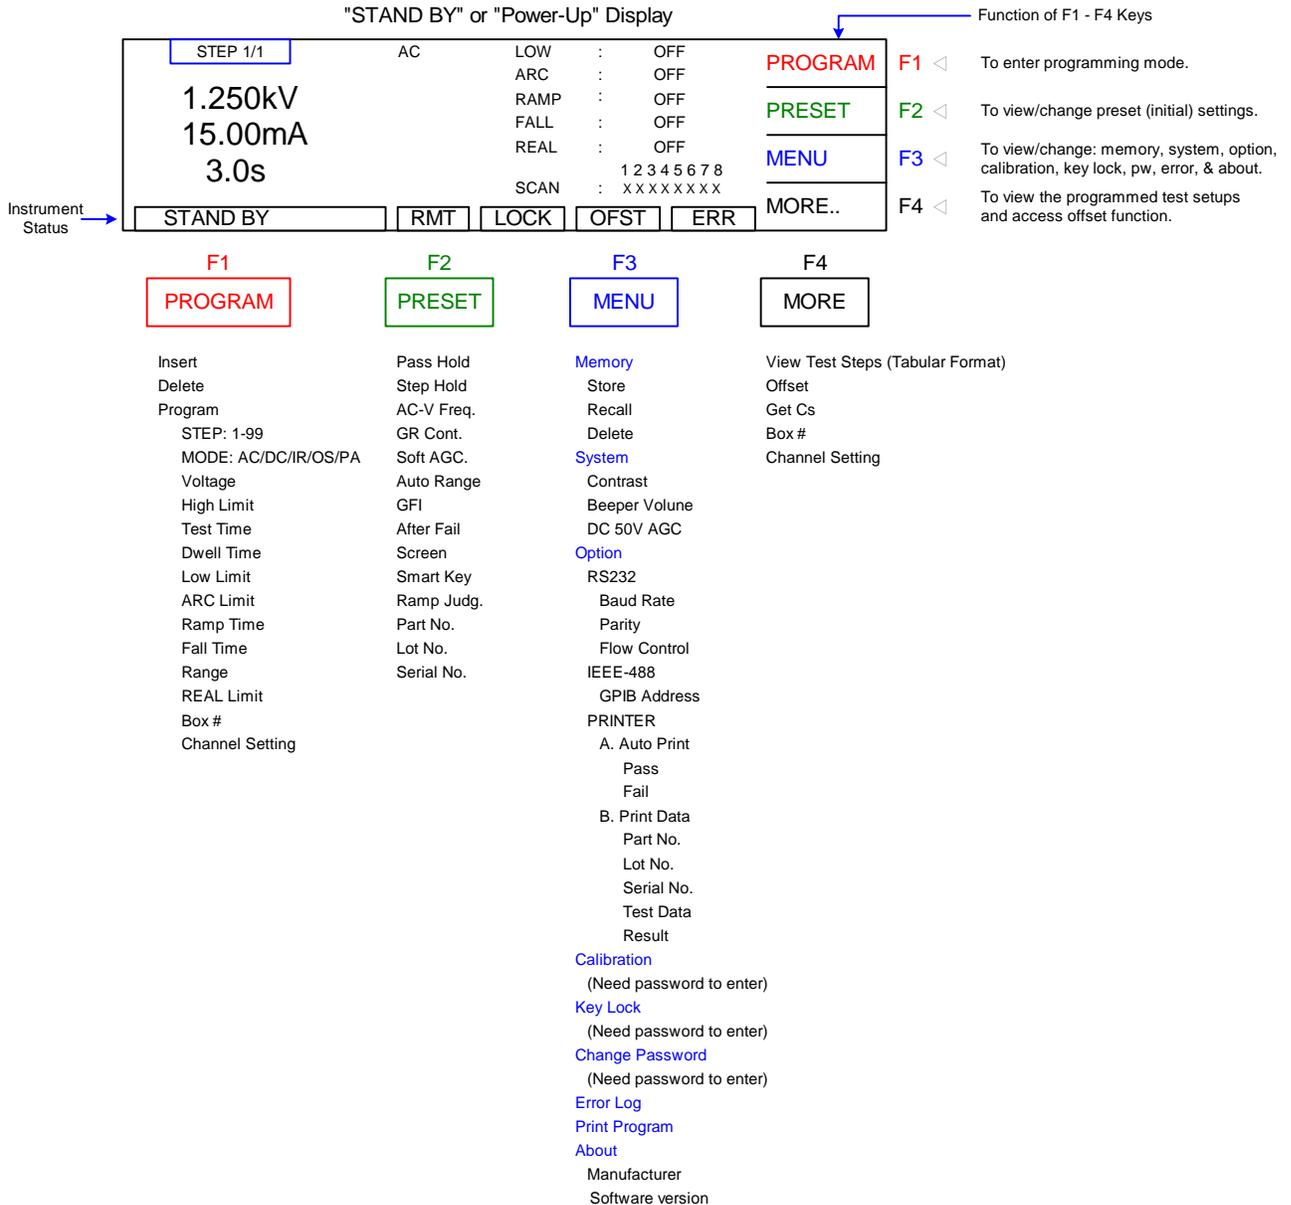 "STAND BY" or "Power-Up" Display
Function of F1 - F4 Keys
STEP 1/1
AC
LOW : OFF
ARC : OFF
RAMP : OFF
FALL : OFF
REAL : OFF
1 2 3 4 5 6 7 8
SCAN : X X X X X X X X
1.250kV
15.00mA
3.0s
PROGRAM F1 To enter programming mode.
PRESET F2 To view/change preset (initial) settings.
MENU F3 To view/change: memory, system, option,
calibration, key lock, pw, error, & about.
MORE.. F4 To view the programmed test setups
and access offset function.
Instrument
Status
STAND BY RMT LOCK OFST ERR
F1
PROGRAM
Insert
Delete
Program
STEP: 1-99
MODE: AC/DC/IR/OS/PA
Voltage
High Limit
Test Time
Dwell Time
Low Limit
ARC Limit
Ramp Time
Fall Time
Range
REAL Limit
Box #
Channel Setting
F2
PRESET
Pass Hold
Step Hold
AC-V Freq.
GR Cont.
Soft AGC.
Auto Range
GFI
After Fail
Screen
Smart Key
Ramp Judg.
Part No.
Lot No.
Serial No.
F3
MENU
Memory
Store
Recall
Delete
System
Contrast
Beeper Volune
DC 50V AGC
Option
RS232
Baud Rate
Parity
Flow Control
IEEE-488
GPIB Address
PRINTER
A. Auto Print
Pass
Fail
B. Print Data
Part No.
Lot No.
Serial No.
Test Data
Result
Calibration
(Need password to enter)
Key Lock
(Need password to enter)
Change Password
(Need password to enter)
Error Log
Print Program
About
Manufacturer
Software version
F4
MORE
View Test Steps (Tabular Format)
Offset
Get Cs
Box #
Channel Setting